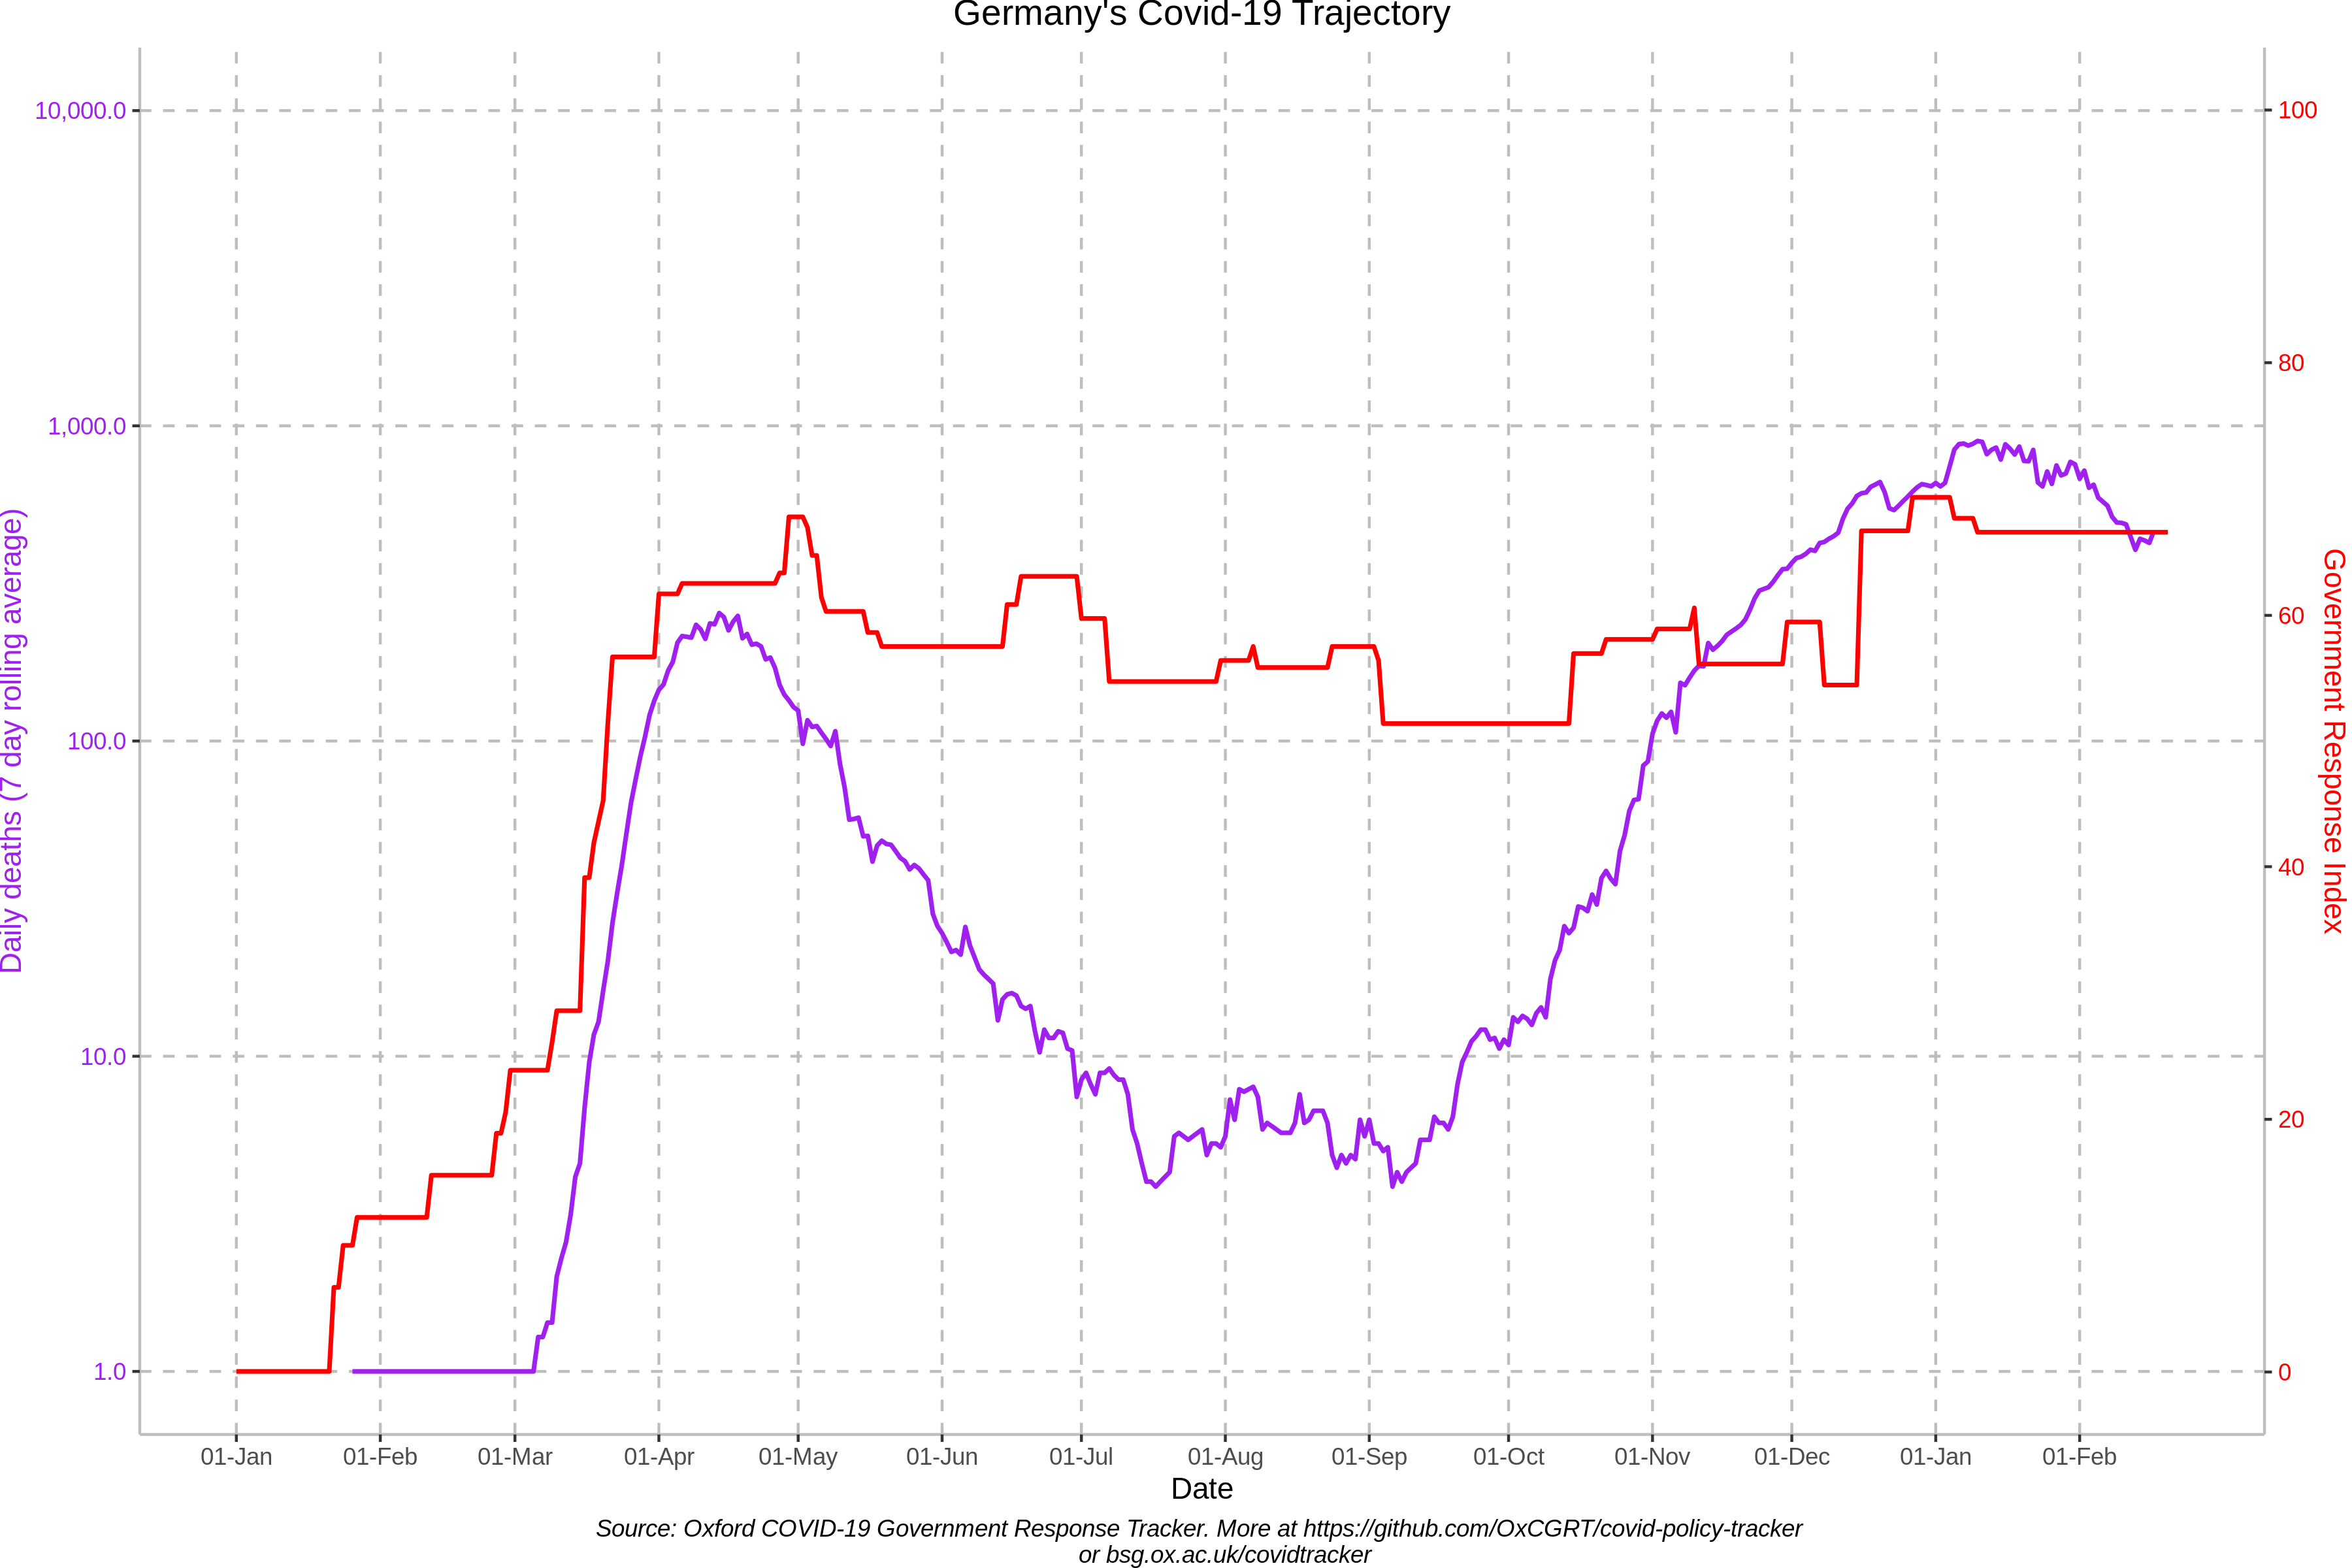 Germany's Covid-19 Trajectory
10,000.0
1,000.0
100.0
10.0
1.0
Daily deaths (7 day rolling average)
100
80
60
40
20
0
Government Response Index
01-Jan 01-Feb 01-Mar 01-Apr 01-May 01-Jun 01-Jul 01-Aug 01-Sep 01-Oct 01-Nov 01-Dec 01-Jan 01-Feb
Date
Source: Oxford COVID-19 Government Response Tracker. More at https://github.com/OxCGRT/covid-policy-tracker
or bsg.ox.ac.uk/covidtracker